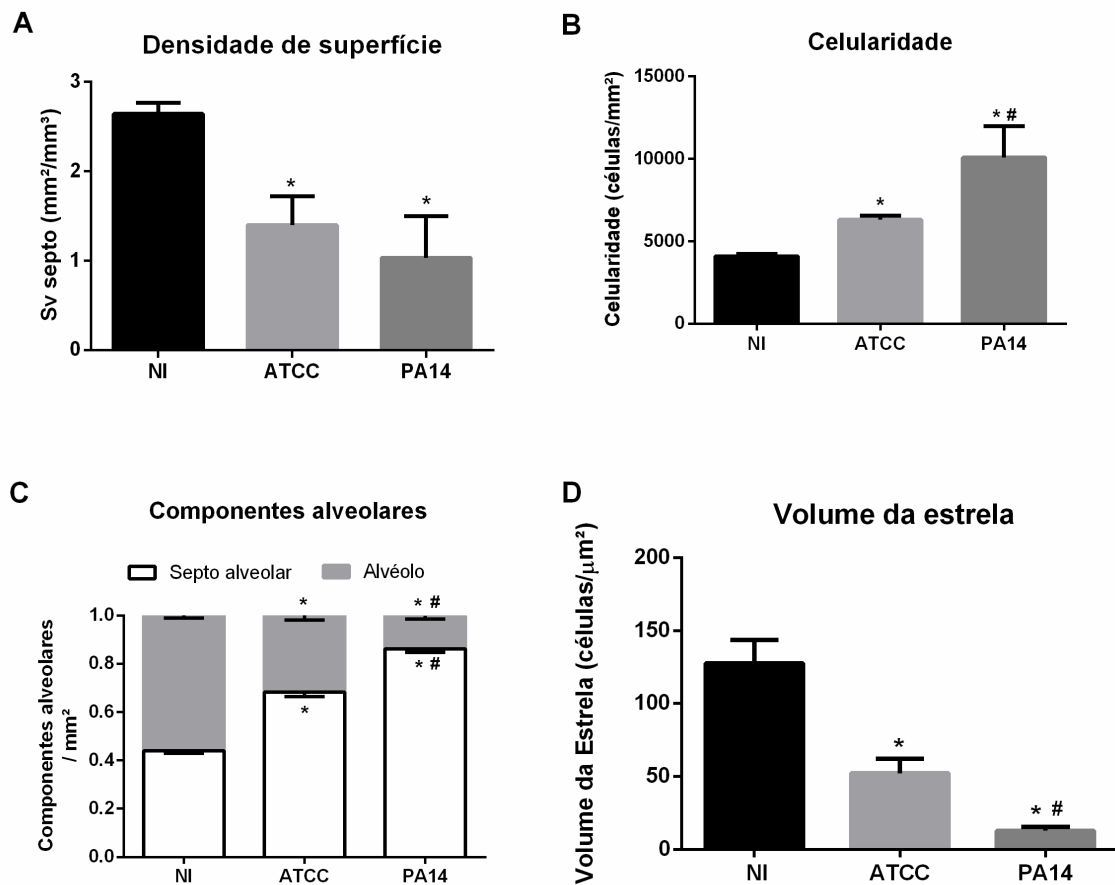 A
Densidade de superfície
Sv septo (mm²/mm³)
3
2
1
0
*
*
NI
ATCC
PA14
B
Celularidade
Celularidade (células/mm²)
15000
10000
5000
0
*
* #
NI
ATCC
PA14
C
Componentes alveolares
Septo alveolar
Alvéolo
Componentes alveolares
/ mm²
1.0
0.8
0.6
0.4
0.2
0.0
*
* #
*
* #
NI
ATCC
PA14
D
Volume da estrela
Volume da Estrela (células/µm²)
200
150
100
50
0
*
* #
NI
ATCC
PA14